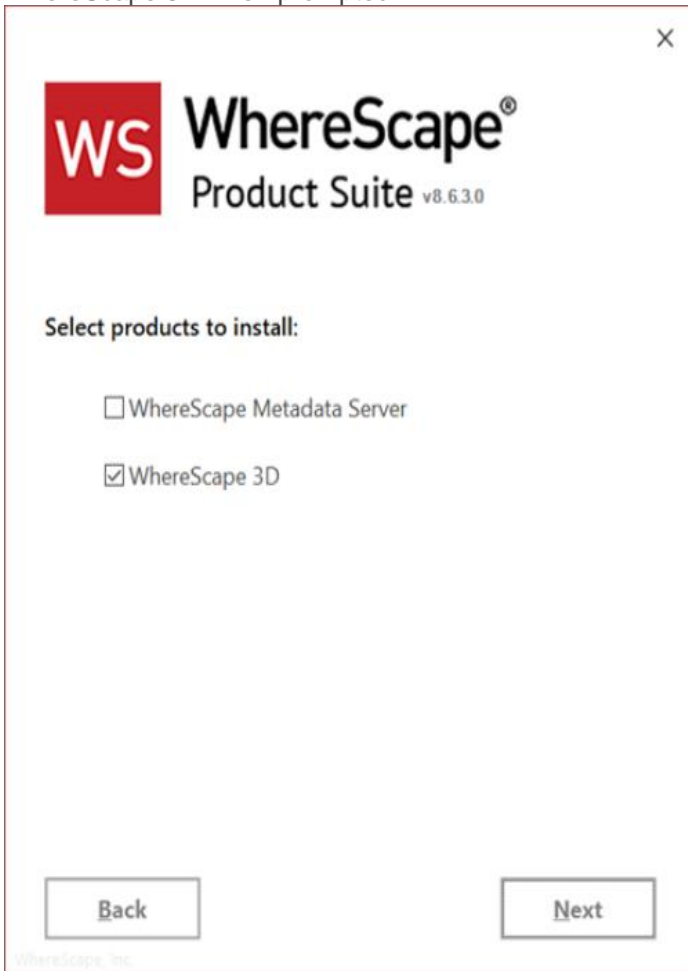 WS WhereScape®
Product Suite v8.6.3.0
Select products to install:
WhereScape Metadata Server
WhereScape 3D
Back Next
WhereScape, Inc.